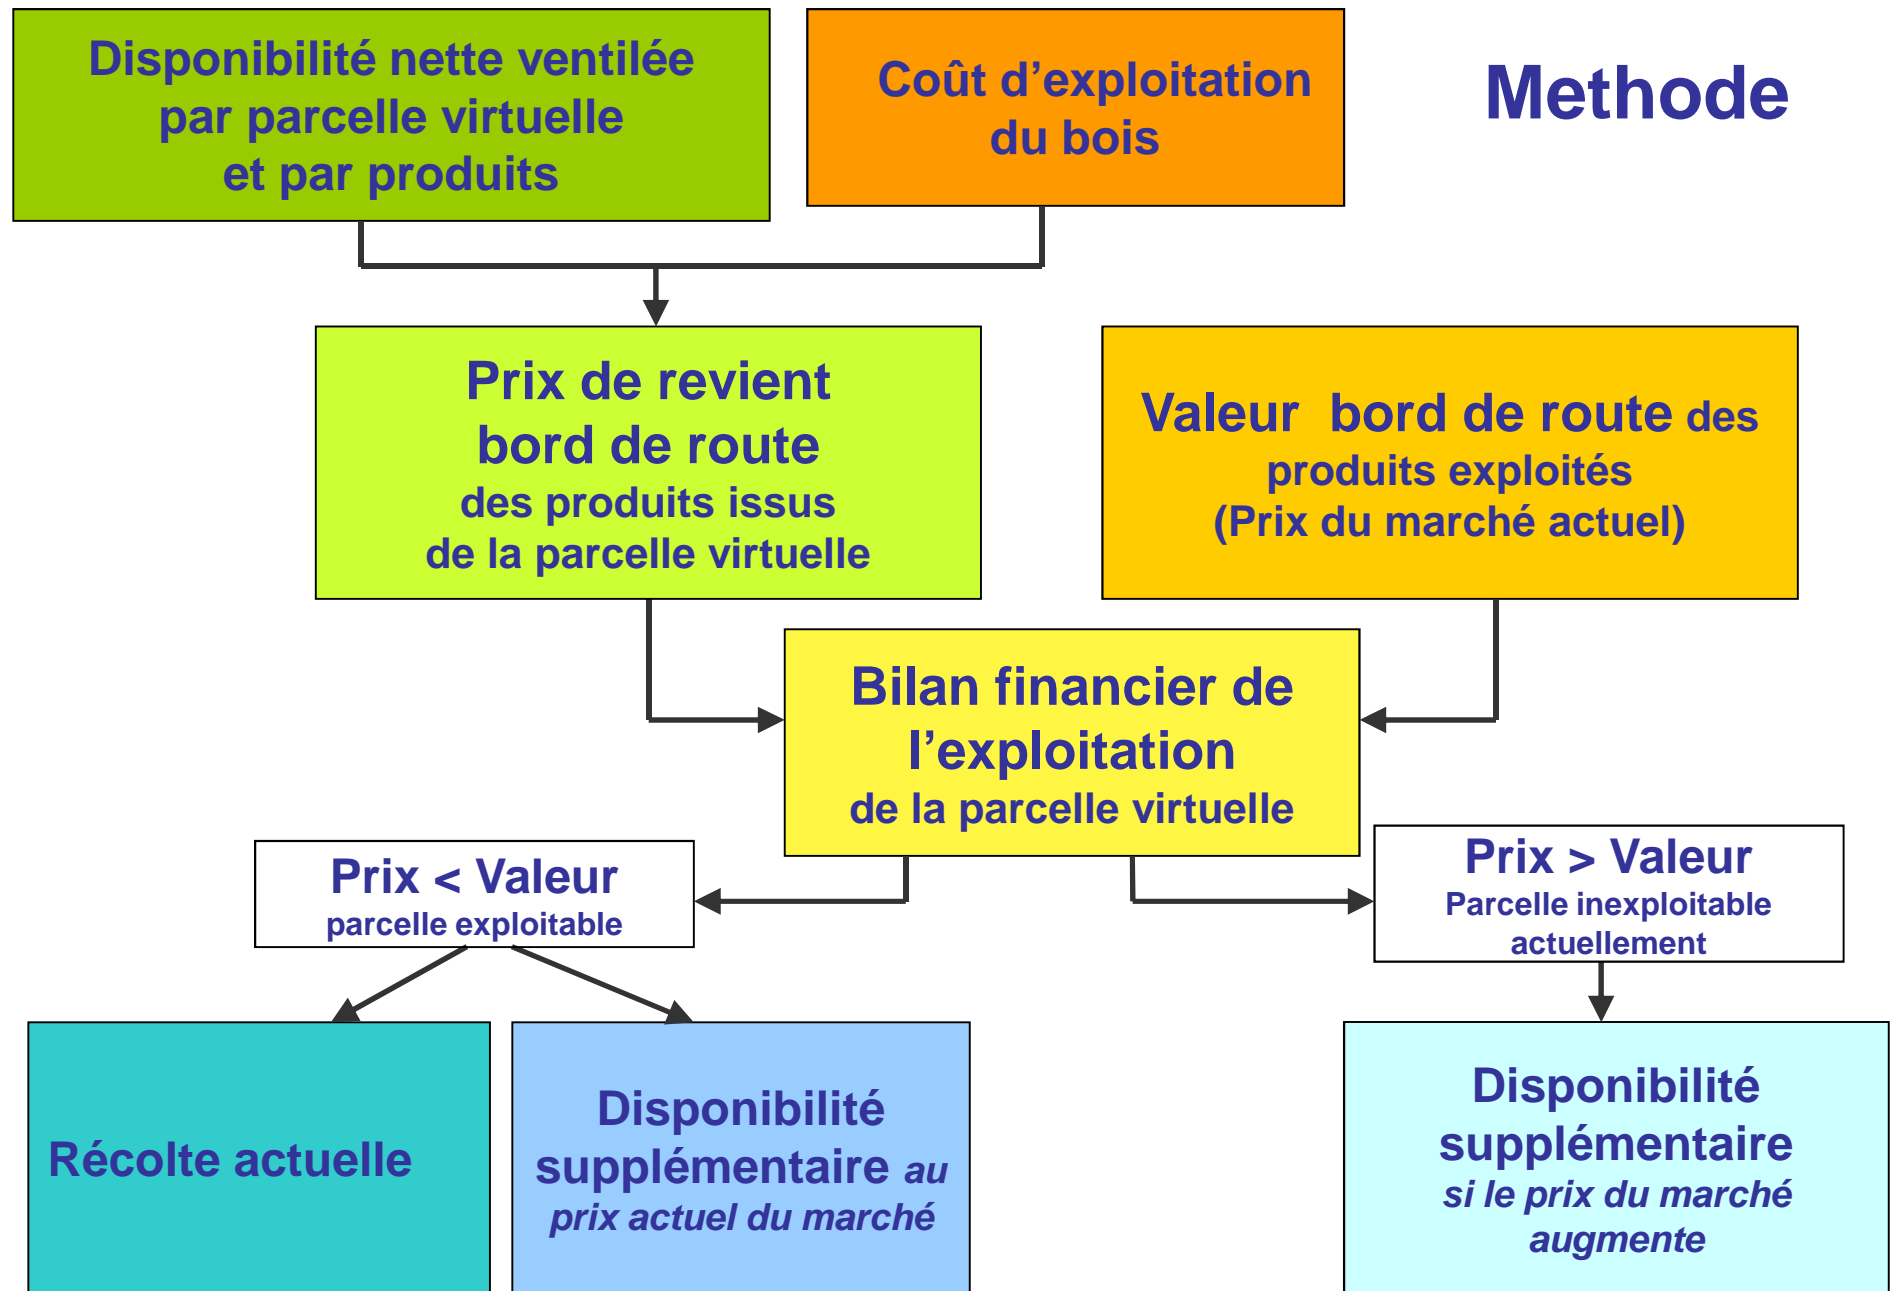 Disponibilité nette ventilée
par parcelle virtuelle
et par produits
Coût d’exploitation
du bois
Methode
Prix de revient
bord de route
des produits issus
de la parcelle virtuelle
Valeur bord de route des
produits exploités
(Prix du marché actuel)
Bilan financier de
l’exploitation
de la parcelle virtuelle
Prix < Valeur
parcelle exploitable
Prix > Valeur
Parcelle inexploitable
actuellement
Récolte actuelle
Disponibilité
supplémentaire au
prix actuel du marché
Disponibilité
supplémentaire
si le prix du marché
augmente